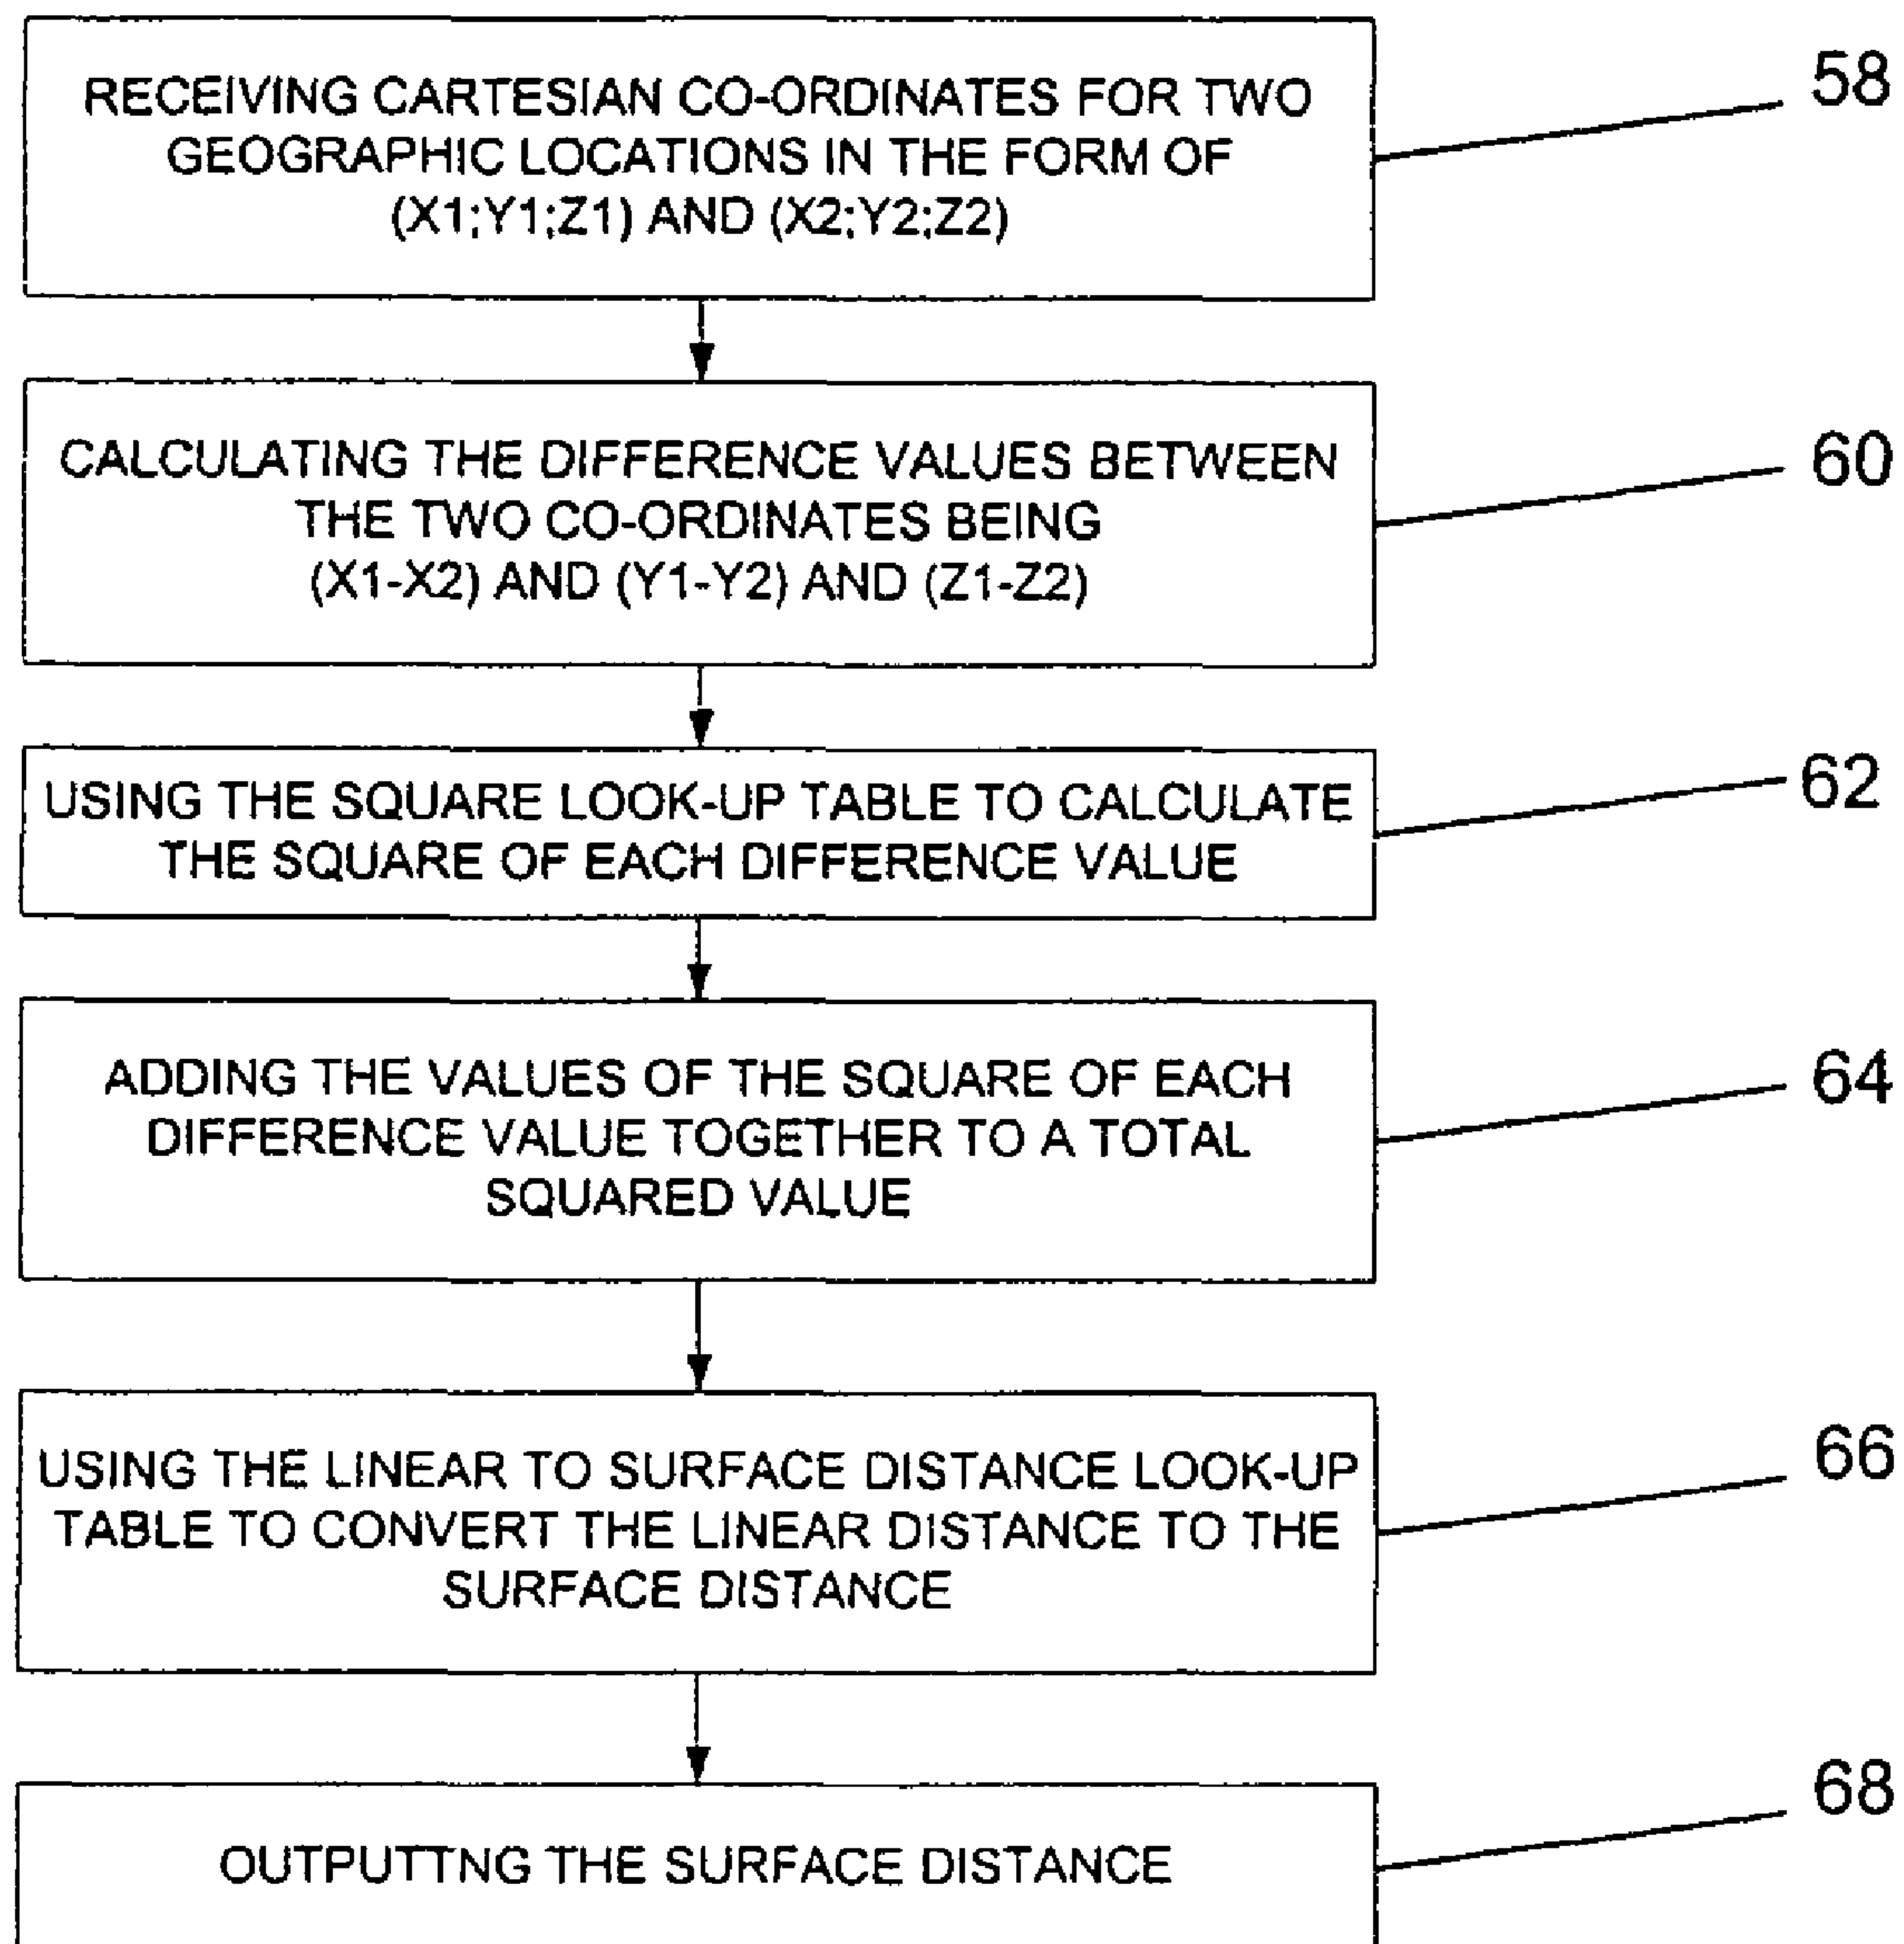 RECEIVING CARTESIAN CO-ORDINATES FOR TWO
GEOGRAPHIC LOCATIONS IN THE FORM OF
(X1;Y1;Z1) AND (X2;Y2;Z2)
58
CALCULATING THE DIFFERENCE VALUES BETWEEN
THE TWO CO-ORDINATES BEING
(X1-X2) AND (Y1-Y2) AND (Z1-Z2)
60
USING THE SQUARE LOOK-UP TABLE TO CALCULATE
THE SQUARE OF EACH DIFFERENCE VALUE
62
ADDING THE VALUES OF THE SQUARE OF EACH
DIFFERENCE VALUE TOGETHER TO A TOTAL
SQUARED VALUE
64
USING THE LINEAR TO SURFACE DISTANCE LOOK-UP
TABLE TO CONVERT THE LINEAR DISTANCE TO THE
SURFACE DISTANCE
66
OUTPUTTNG THE SURFACE DISTANCE
68